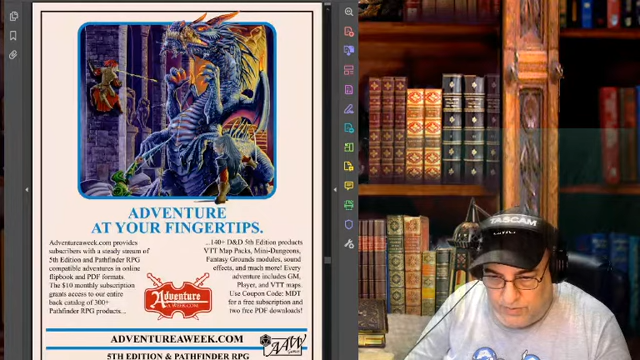 ADVENTURE
AT YOUR FINGERTIPS.
Adventureaweek.com provides
subscribers with a steady stream of
5th Edition and Pathfinder RPG
compatible adventures in online
flipbook and PDF formats.
The $10 monthly subscription
grants access to our entire
back catalog of 300+
Pathfinder RPG products...
...140+ D&D 5th Edition products
VTT Map Packs, Mini-Dungeons,
Fantasy Grounds modules, sound
effects, and much more! Every
adventure includes GM,
Player, and VTT maps.
Use Coupon Code: MDT
for a free subscription and
two free PDF downloads!
Adventure
A WEEK.COM
ADVENTUREAWEEK.COM
5TH EDITION & PATHFINDER RPG
AAW
TASCAM